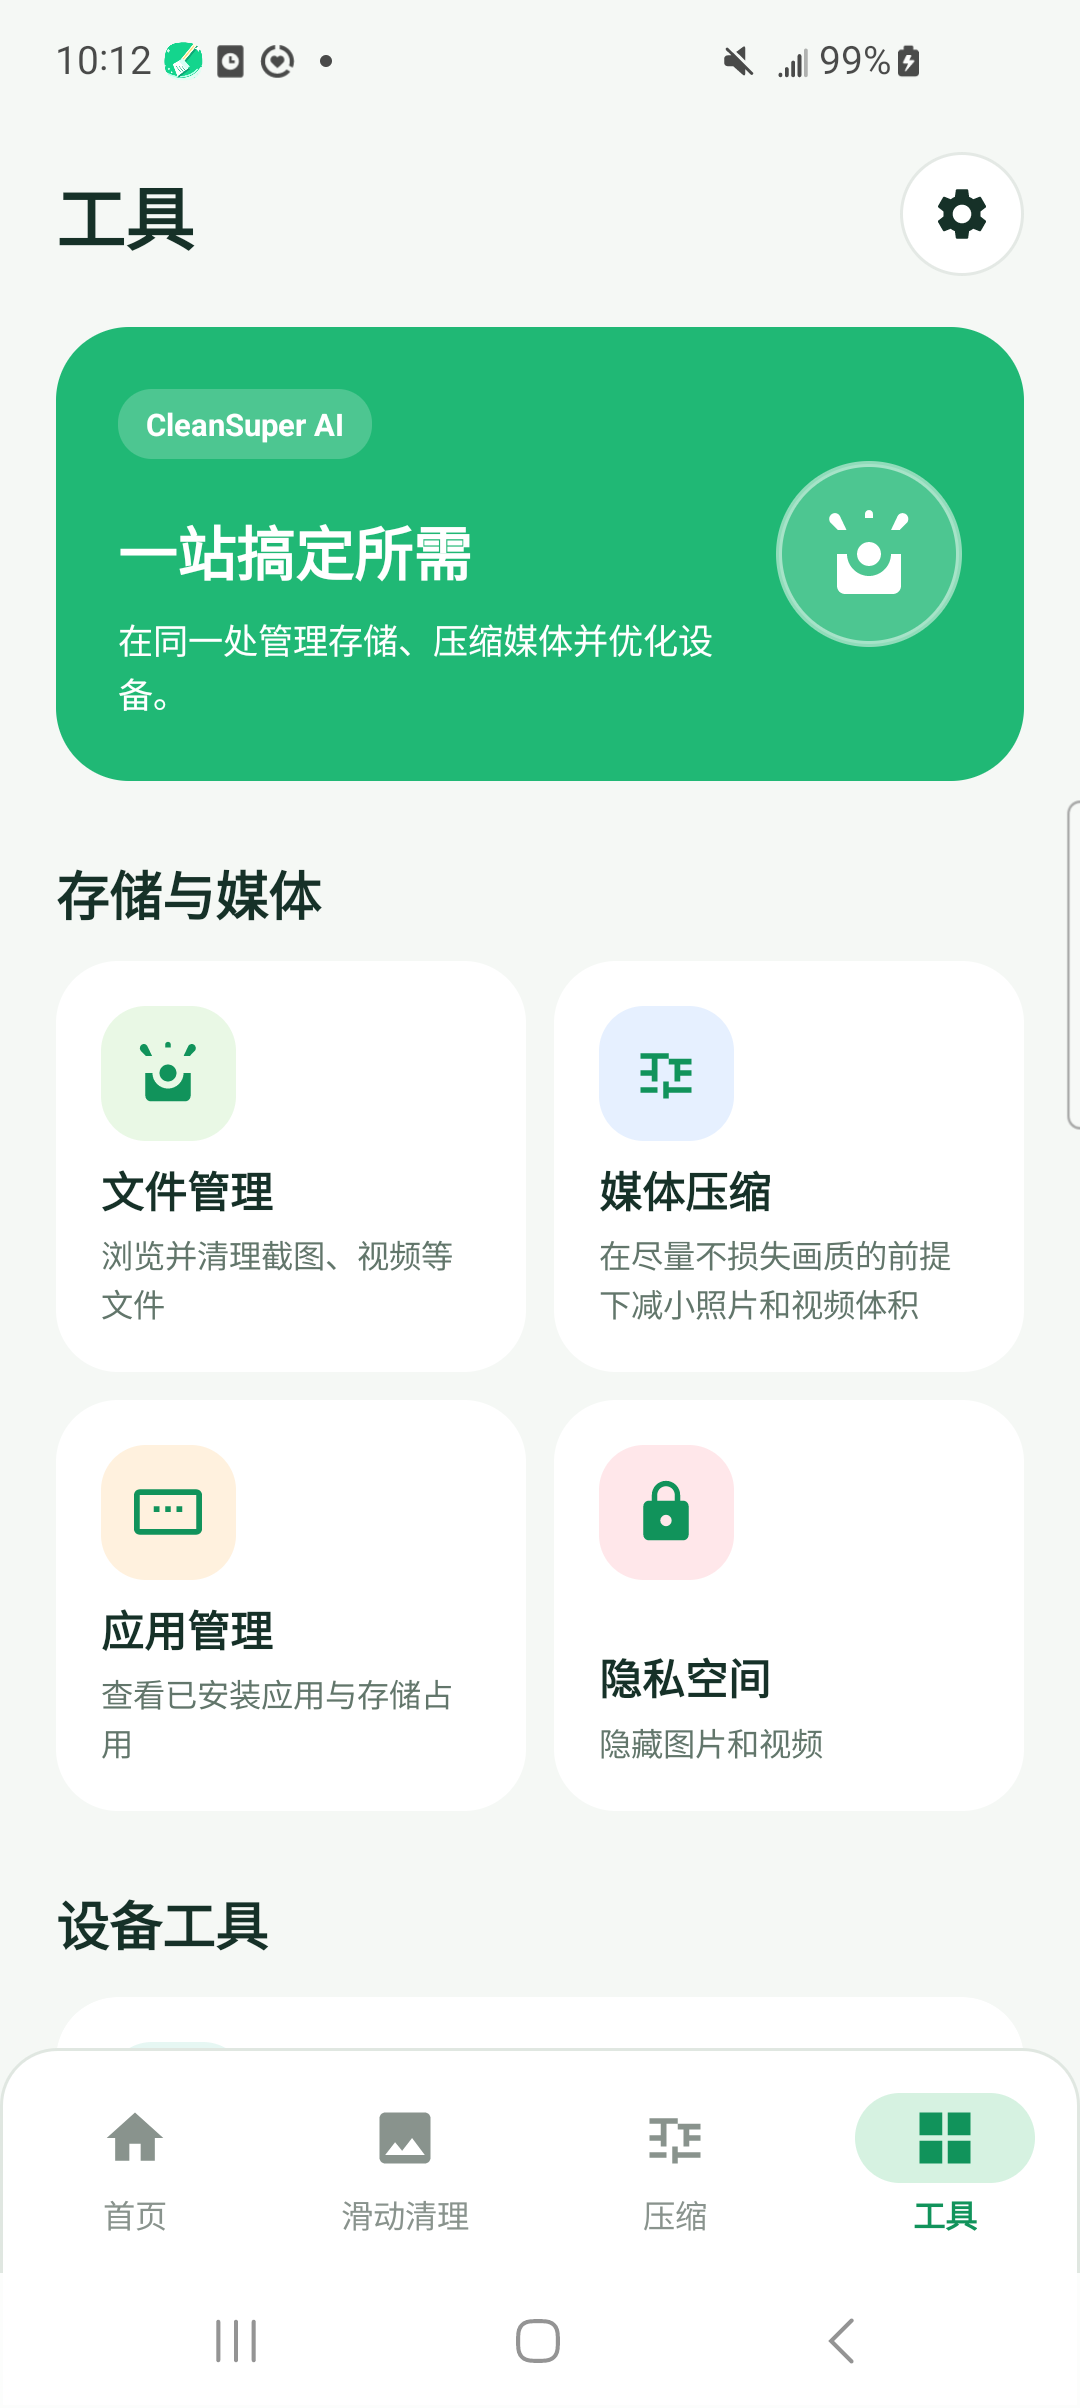 10:12
99%
工具
CleanSuper AI
一站搞定所需
在同一处管理存储、压缩媒体并优化设
备。
存储与媒体
文件管理
浏览并清理截图、视频等
文件
媒体压缩
在尽量不损失画质的前提
下减小照片和视频体积
应用管理
查看已安装应用与存储占
用
隐私空间
隐藏图片和视频
设备工具
首页
滑动清理
压缩
工具